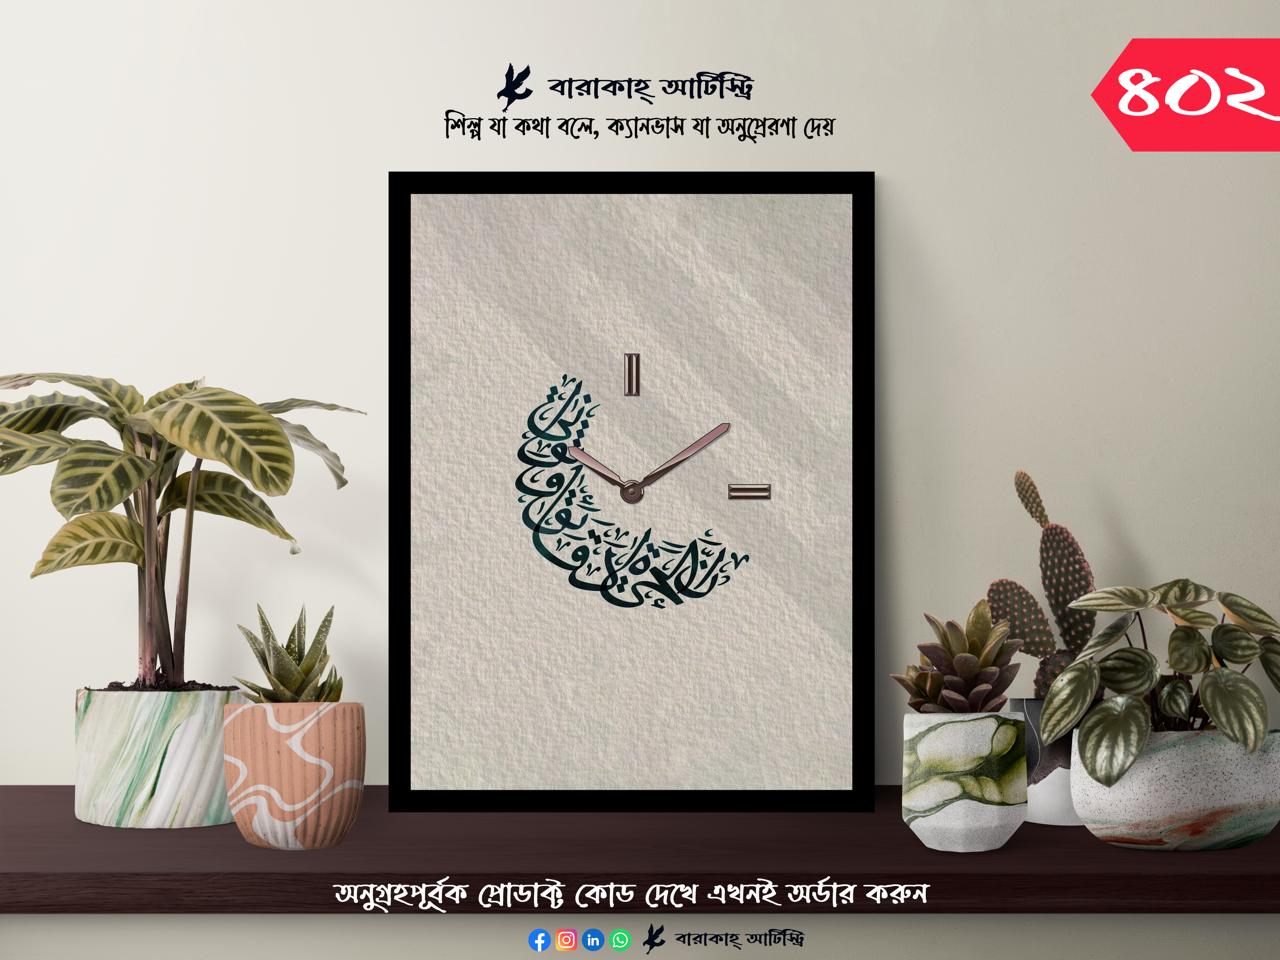 বারাকাহ্ আর্টিস্ট্রি
শিল্প যা কথা বলে, ক্যানভাস যা অনুপ্রেরণা দেয়
৪০২
অনুগ্রহপূর্বক প্রোডাক্ট কোড দেখে এখনই অর্ডার করুন
বারাকাহ্ আর্টিস্ট্রি